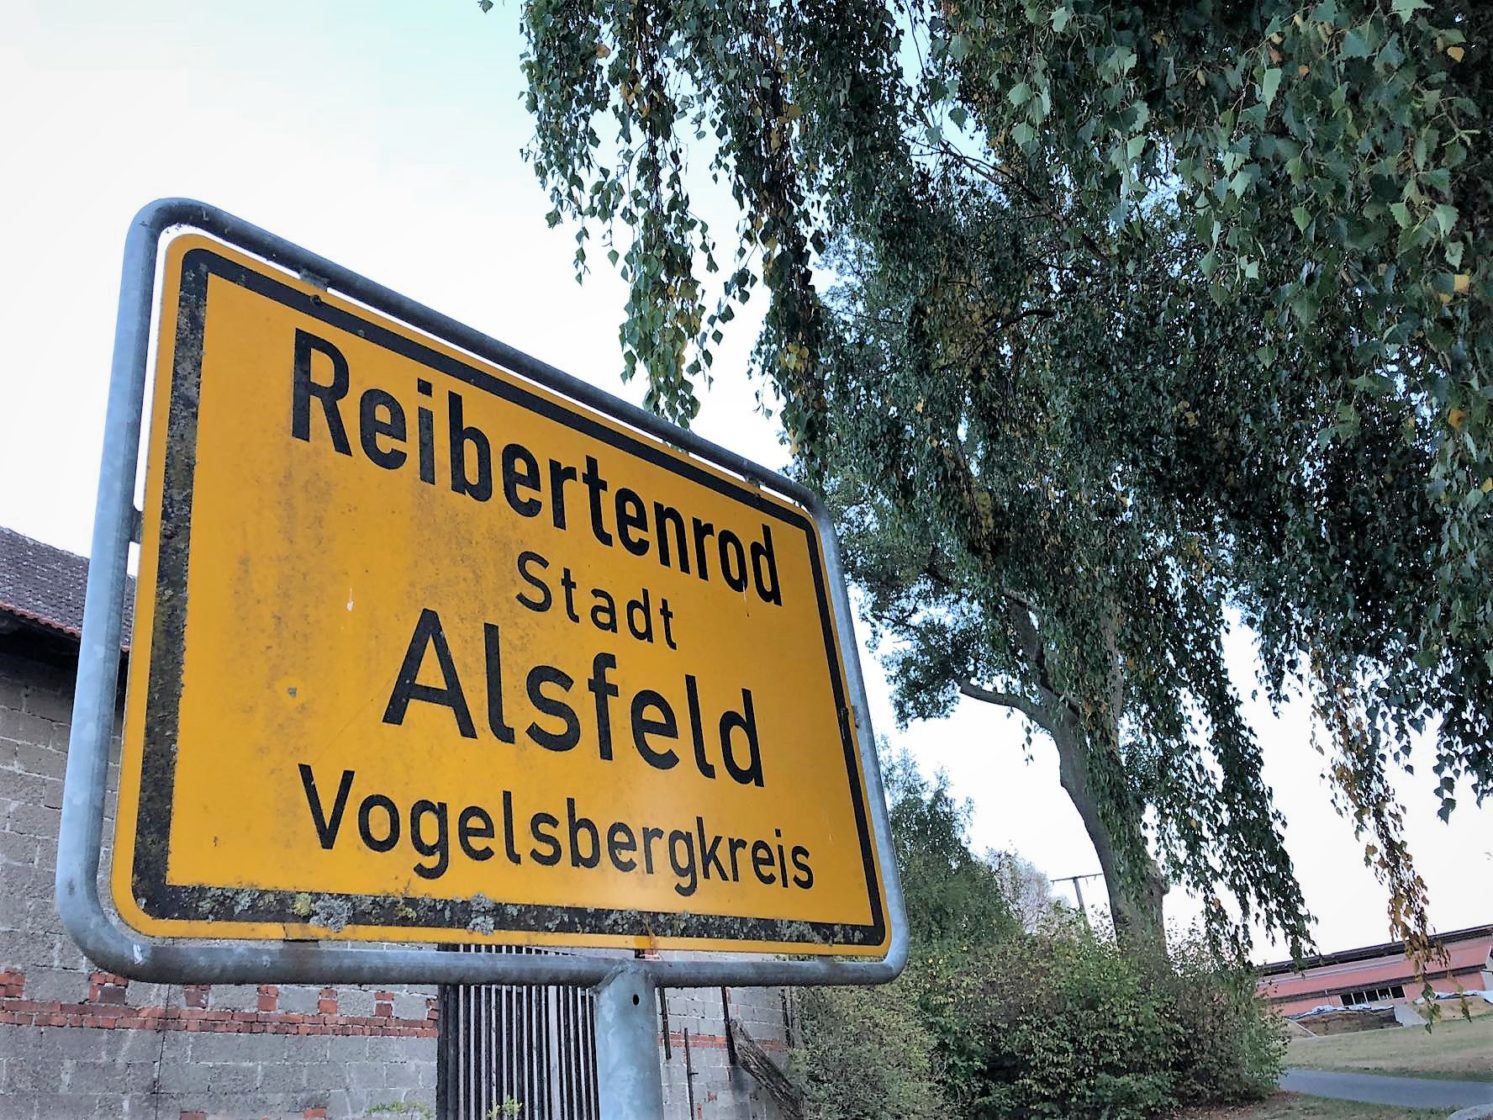 Reibertenrod
Stadt
Alsfeld
Vogelsbergkreis